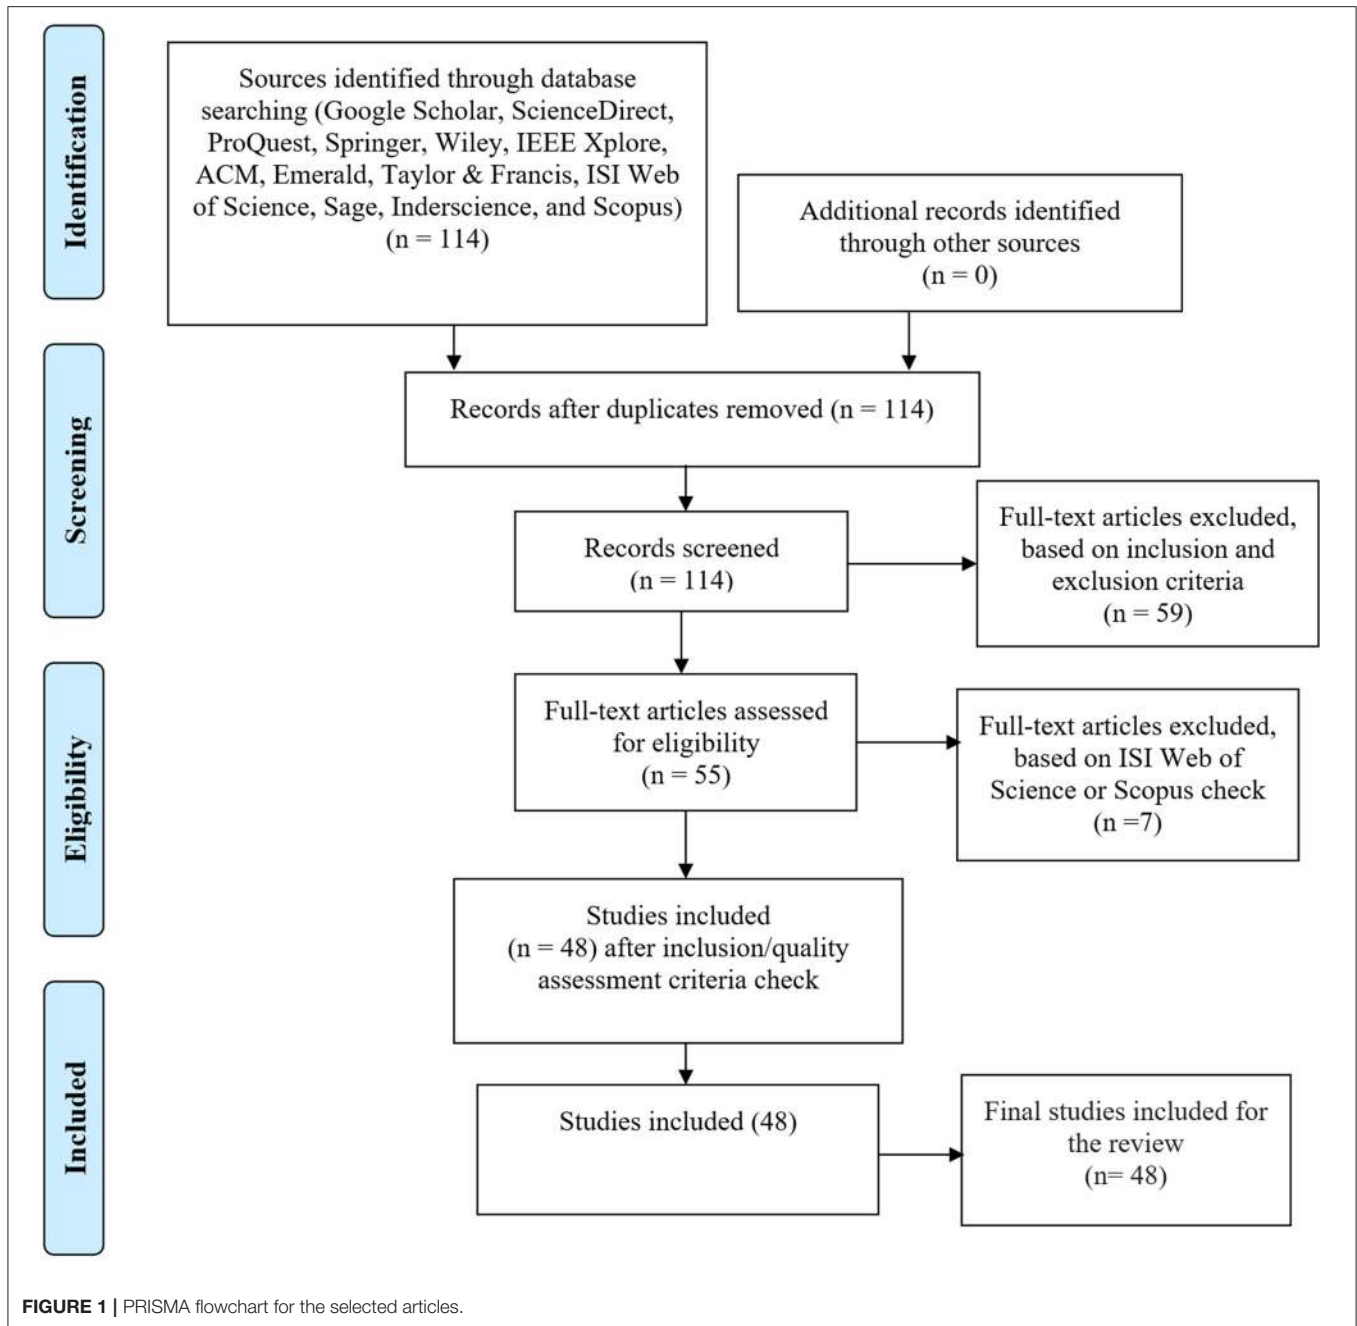 Identification
Sources identified through database
searching (Google Scholar, ScienceDirect,
ProQuest, Springer, Wiley, IEEE Xplore,
ACM, Emerald, Taylor & Francis, ISI Web
of Science, Sage, Inderscience, and Scopus)
(n = 114)
Additional records identified
through other sources
(n = 0)
Screening
Records after duplicates removed (n = 114)
Records screened
(n = 114)
Full-text articles excluded,
based on inclusion and
exclusion criteria
(n = 59)
Eligibility
Full-text articles assessed
for eligibility
(n = 55)
Full-text articles excluded,
based on ISI Web of
Science or Scopus check
(n =7)
Studies included
(n = 48) after inclusion/quality
assessment criteria check
Included
Studies included (48)
Final studies included for
the review
(n= 48)
FIGURE 1 | PRISMA flowchart for the selected articles.